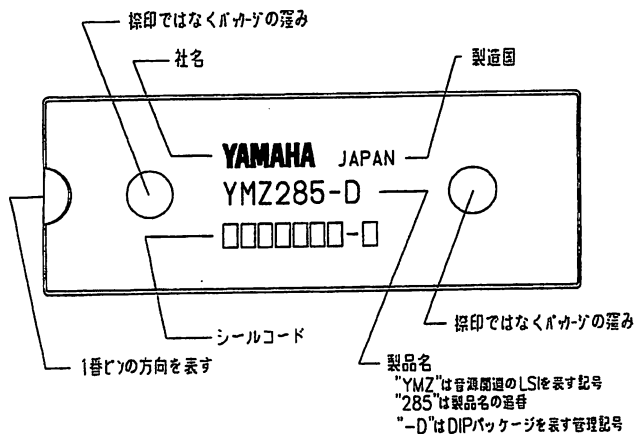 捺印ではなくパッケージの窪み
社名
製造国
YAMAHA JAPAN
YMZ285-D
□□□□□□□-□
シールコード
捺印ではなくパッケージの窪み
1番ピンの方向を表す
製品名
"YMZ"は音源関連のLSIを表す記号
"285"は製品名の追番
"-D"はDIPパッケージを表す管理記号